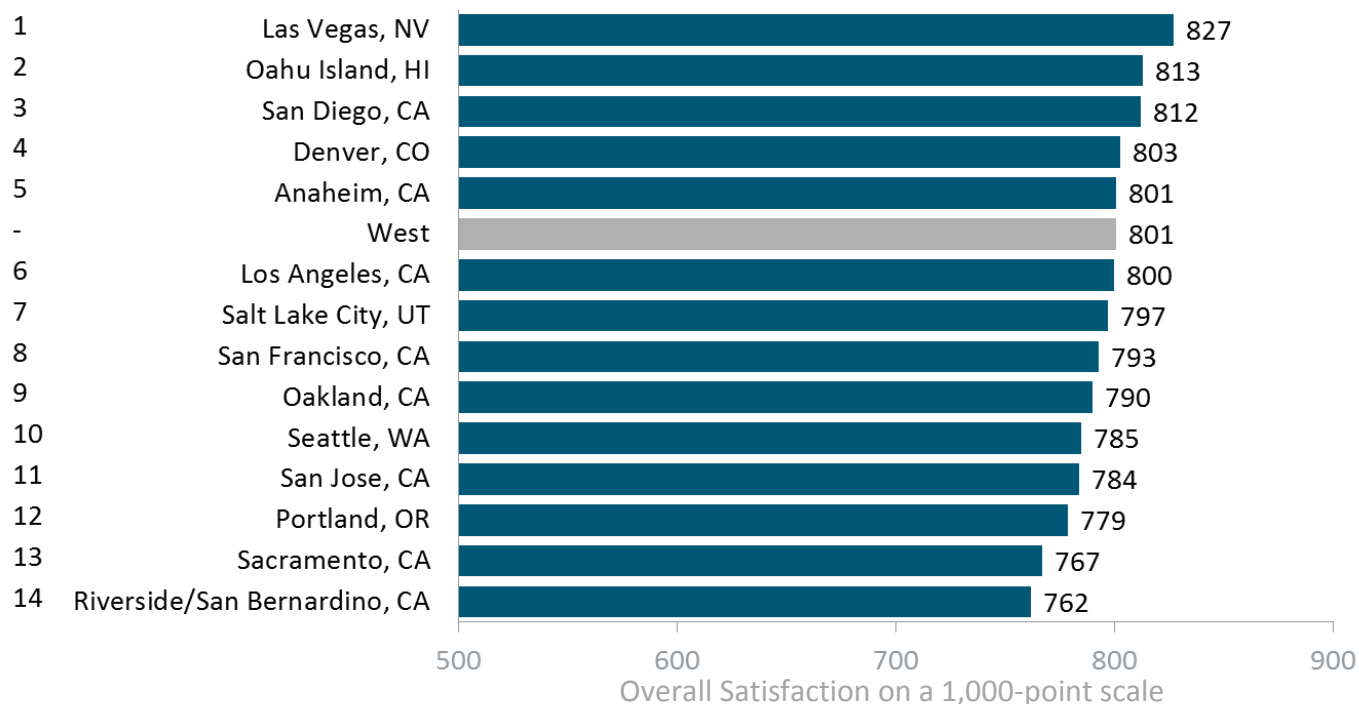 1 Las Vegas, NV 827
2 Oahu Island, HI 813
3 San Diego, CA 812
4 Denver, CO 803
5 Anaheim, CA 801
- West 801
6 Los Angeles, CA 800
7 Salt Lake City, UT 797
8 San Francisco, CA 793
9 Oakland, CA 790
10 Seattle, WA 785
11 San Jose, CA 784
12 Portland, OR 779
13 Sacramento, CA 767
14 Riverside/San Bernardino, CA 762
500 600 700 800 900
Overall Satisfaction on a 1,000-point scale